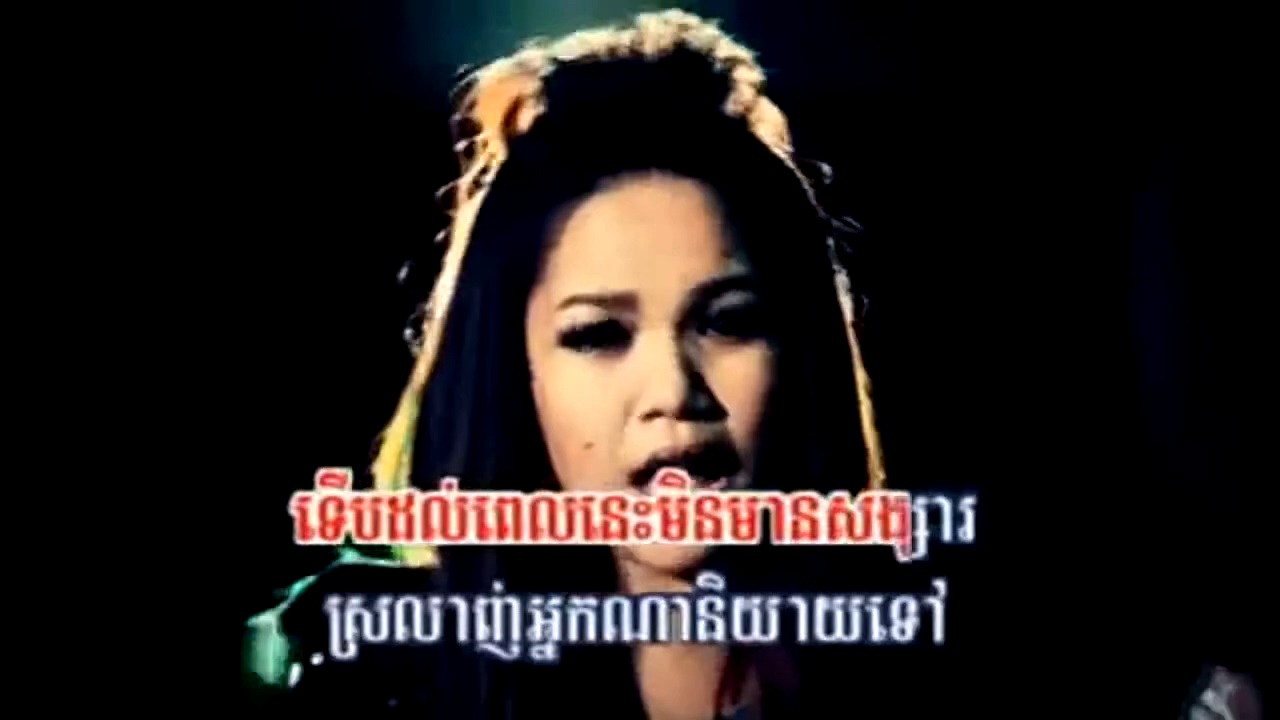 ទើបដល់ពេលនេះមិនមានសង្សារ
ស្រលាញ់អ្នកណានិយាយទៅ